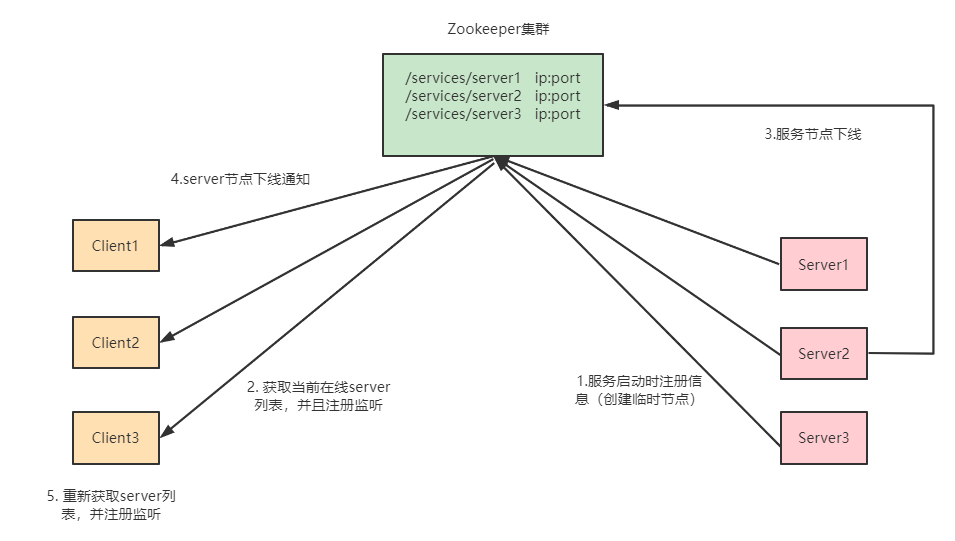 Zookeeper集群
/services/server1 ip:port
/services/server2 ip:port
/services/server3 ip:port
3.服务节点下线
4.server节点下线通知
Client1
Server1
Client2
Server2
2. 获取当前在线server
列表，并且注册监听
1.服务启动时注册信
息（创建临时节点）
Client3
Server3
5. 重新获取server列
表，并注册监听